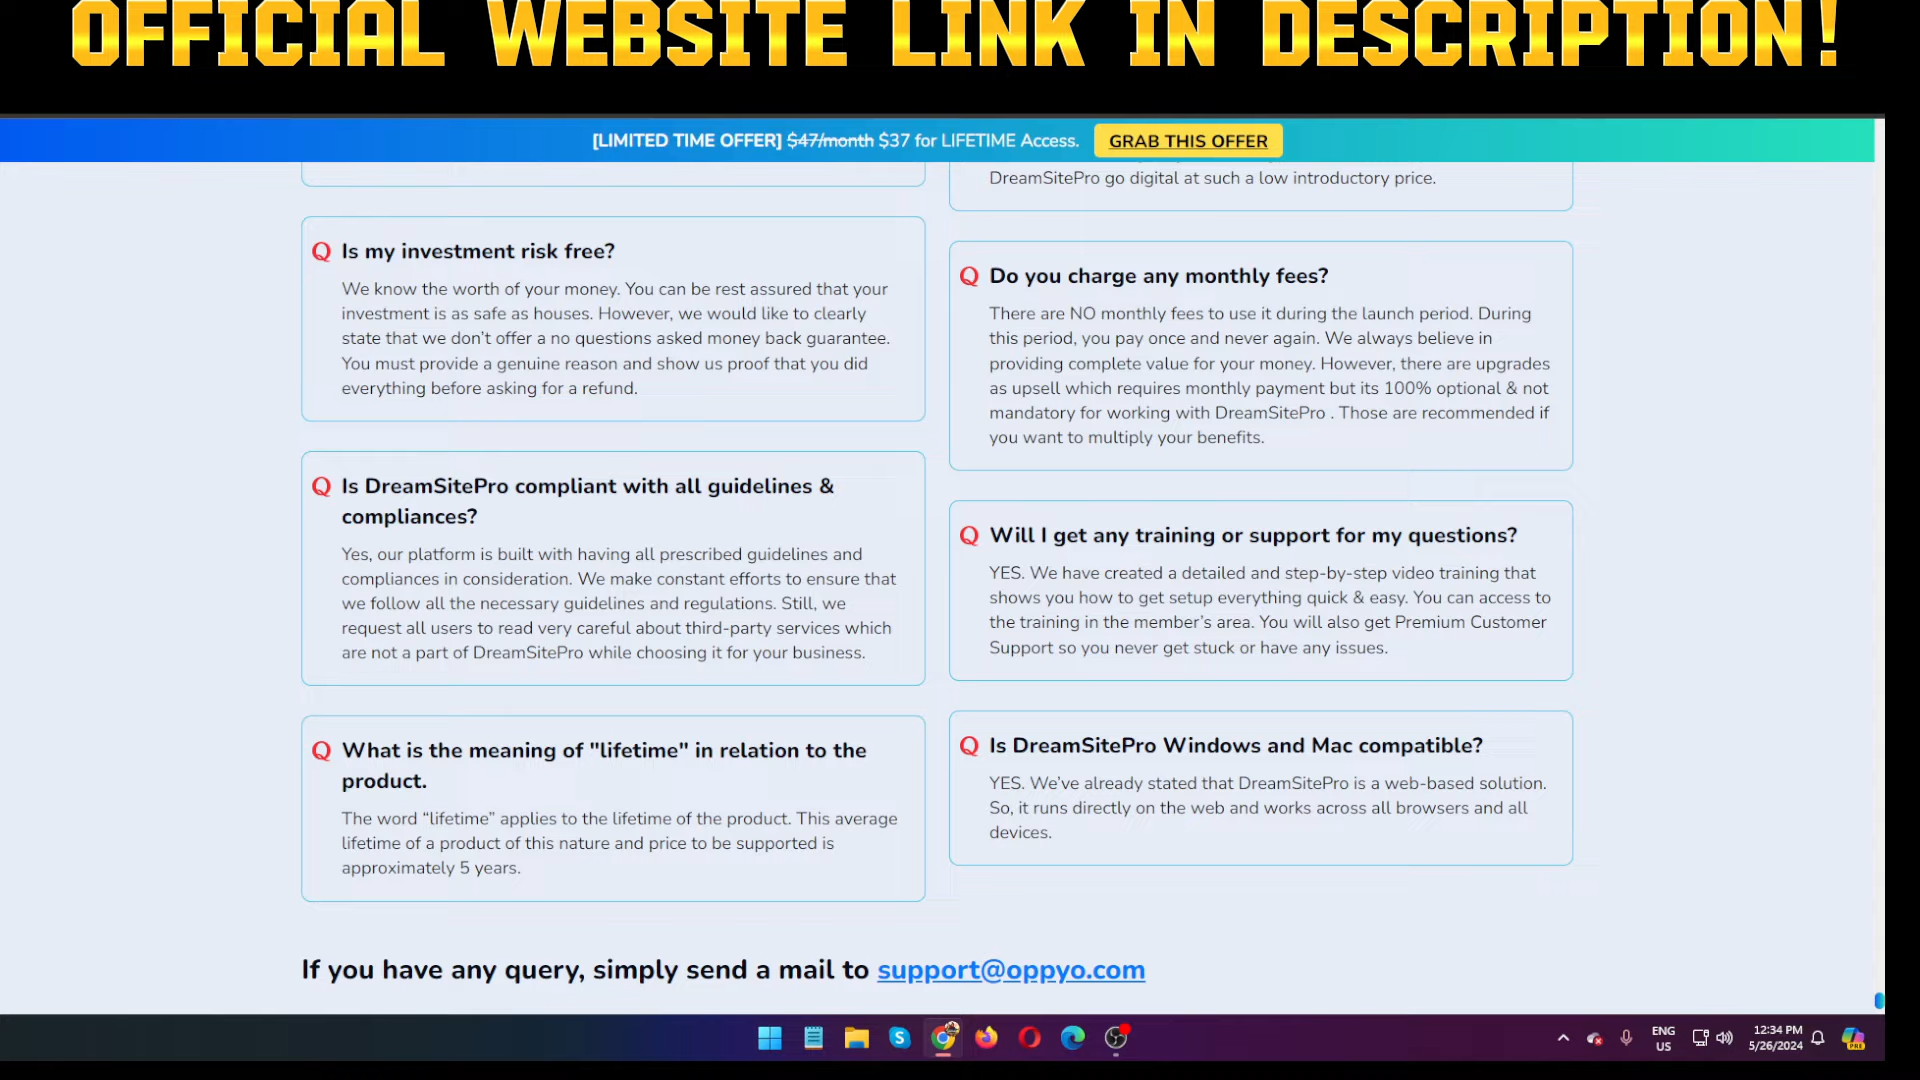 OFFICIAL WEBSITE LINK IN DESCRIPTION!
[LIMITED TIME OFFER] $47/month $37 for LIFETIME Access.
GRAB THIS OFFER
DreamSitePro go digital at such a low introductory price.
Q Is my investment risk free?
We know the worth of your money. You can be rest assured that your
investment is as safe as houses. However, we would like to clearly
state that we don’t offer a no questions asked money back guarantee.
You must provide a genuine reason and show us proof that you did
everything before asking for a refund.
Q Is DreamSitePro compliant with all guidelines &
compliances?
Yes, our platform is built with having all prescribed guidelines and
compliances in consideration. We make constant efforts to ensure that
we follow all the necessary guidelines and regulations. Still, we
request all users to read very careful about third-party services which
are not a part of DreamSitePro while choosing it for your business.
Q What is the meaning of "lifetime" in relation to the
product.
The word “lifetime” applies to the lifetime of the product. This average
lifetime of a product of this nature and price to be supported is
approximately 5 years.
Q Do you charge any monthly fees?
There are NO monthly fees to use it during the launch period. During
this period, you pay once and never again. We always believe in
providing complete value for your money. However, there are upgrades
as upsell which requires monthly payment but its 100% optional & not
mandatory for working with DreamSitePro . Those are recommended if
you want to multiply your benefits.
Q Will I get any training or support for my questions?
YES. We have created a detailed and step-by-step video training that
shows you how to get setup everything quick & easy. You can access to
the training in the member’s area. You will also get Premium Customer
Support so you never get stuck or have any issues.
Q Is DreamSitePro Windows and Mac compatible?
YES. We’ve already stated that DreamSitePro is a web-based solution.
So, it runs directly on the web and works across all browsers and all
devices.
If you have any query, simply send a mail to support@oppyo.com
ENG
US
12:34 PM
5/26/2024
PRE